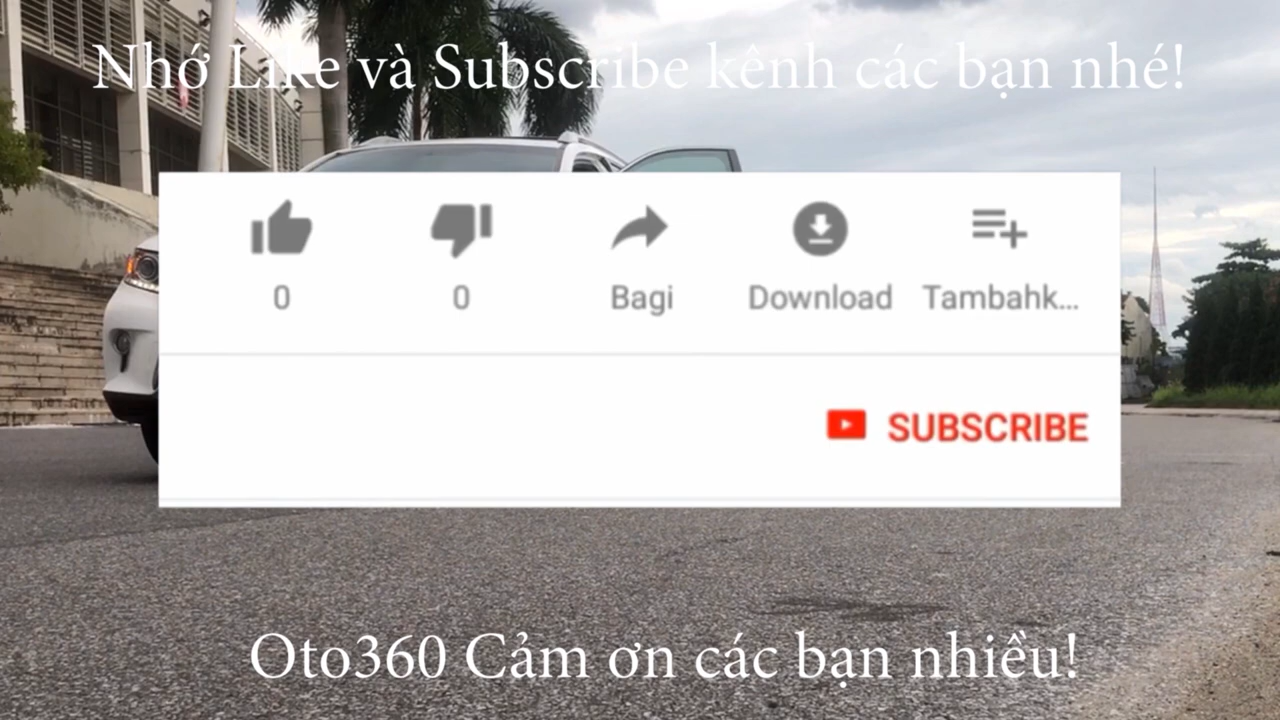 Nhớ Like và Subscribe kênh các bạn nhé!
0 0 Bagi Download Tambahk...
SUBSCRIBE
Oto360 Cảm ơn các bạn nhiều!